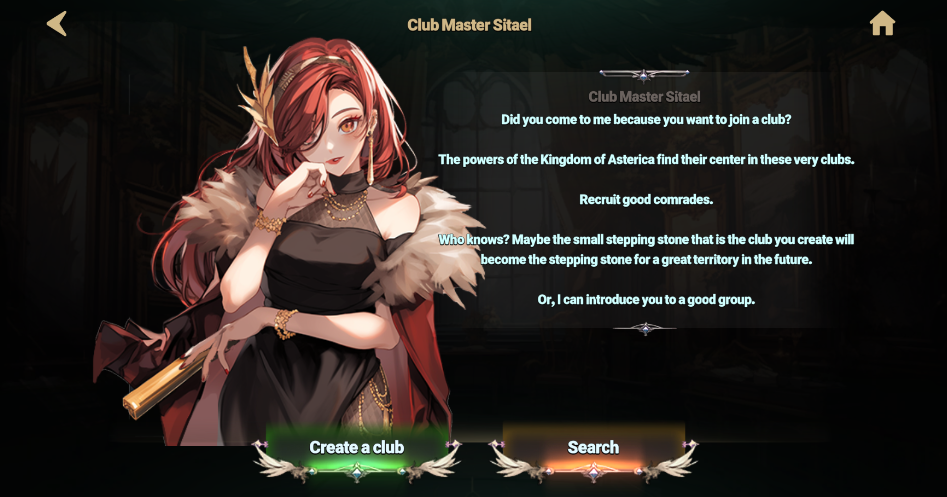 Club Master Sitael
Club Master Sitael
Did you come to me because you want to join a club?
The powers of the Kingdom of Asterica find their center in these very clubs.
Recruit good comrades.
Who knows? Maybe the small stepping stone that is the club you create will
become the stepping stone for a great territory in the future.
Or, I can introduce you to a good group.
Create a club
Search